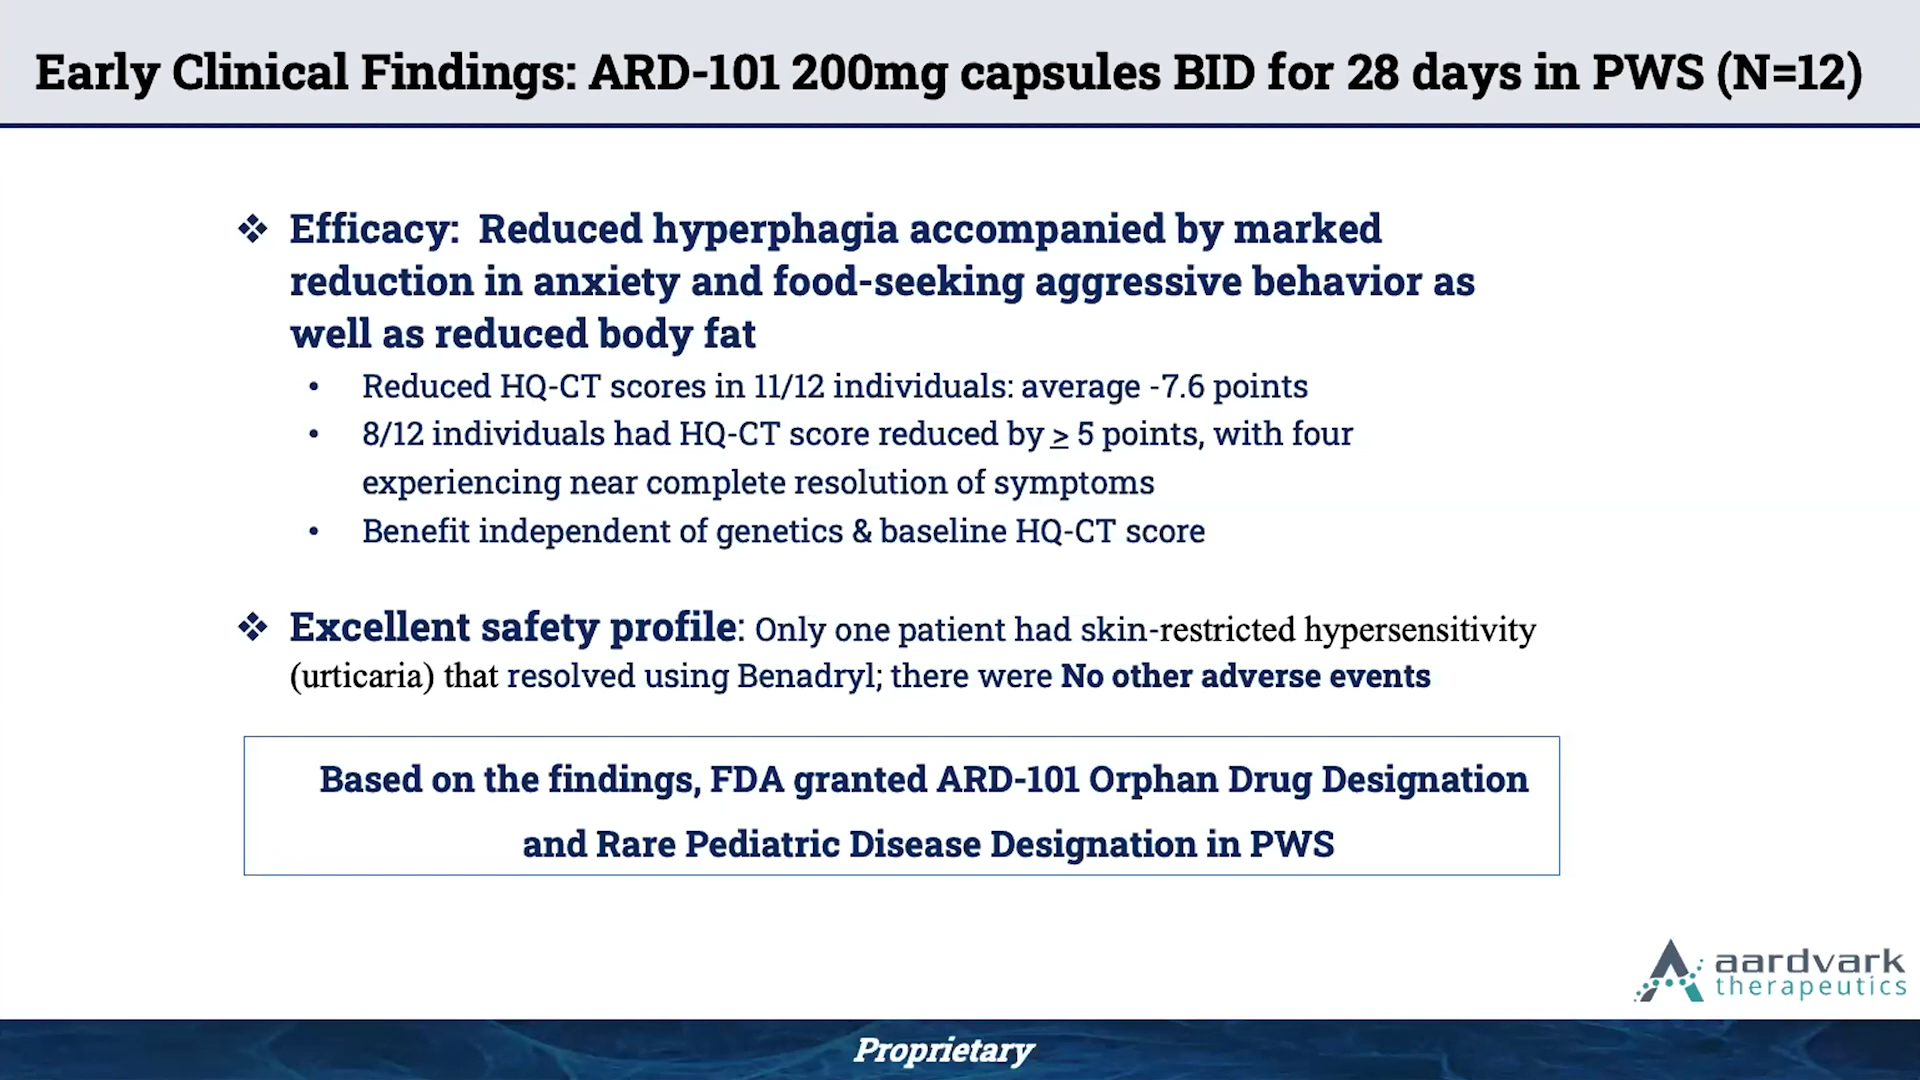 Early Clinical Findings: ARD-101 200mg capsules BID for 28 days in PWS (N=12)
❖ Efficacy: Reduced hyperphagia accompanied by marked
reduction in anxiety and food-seeking aggressive behavior as
well as reduced body fat
• Reduced HQ-CT scores in 11/12 individuals: average -7.6 points
• 8/12 individuals had HQ-CT score reduced by ≥ 5 points, with four
experiencing near complete resolution of symptoms
• Benefit independent of genetics & baseline HQ-CT score
❖ Excellent safety profile: Only one patient had skin-restricted hypersensitivity
(urticaria) that resolved using Benadryl; there were No other adverse events
Based on the findings, FDA granted ARD-101 Orphan Drug Designation
and Rare Pediatric Disease Designation in PWS
aardvark
therapeutics
Proprietary